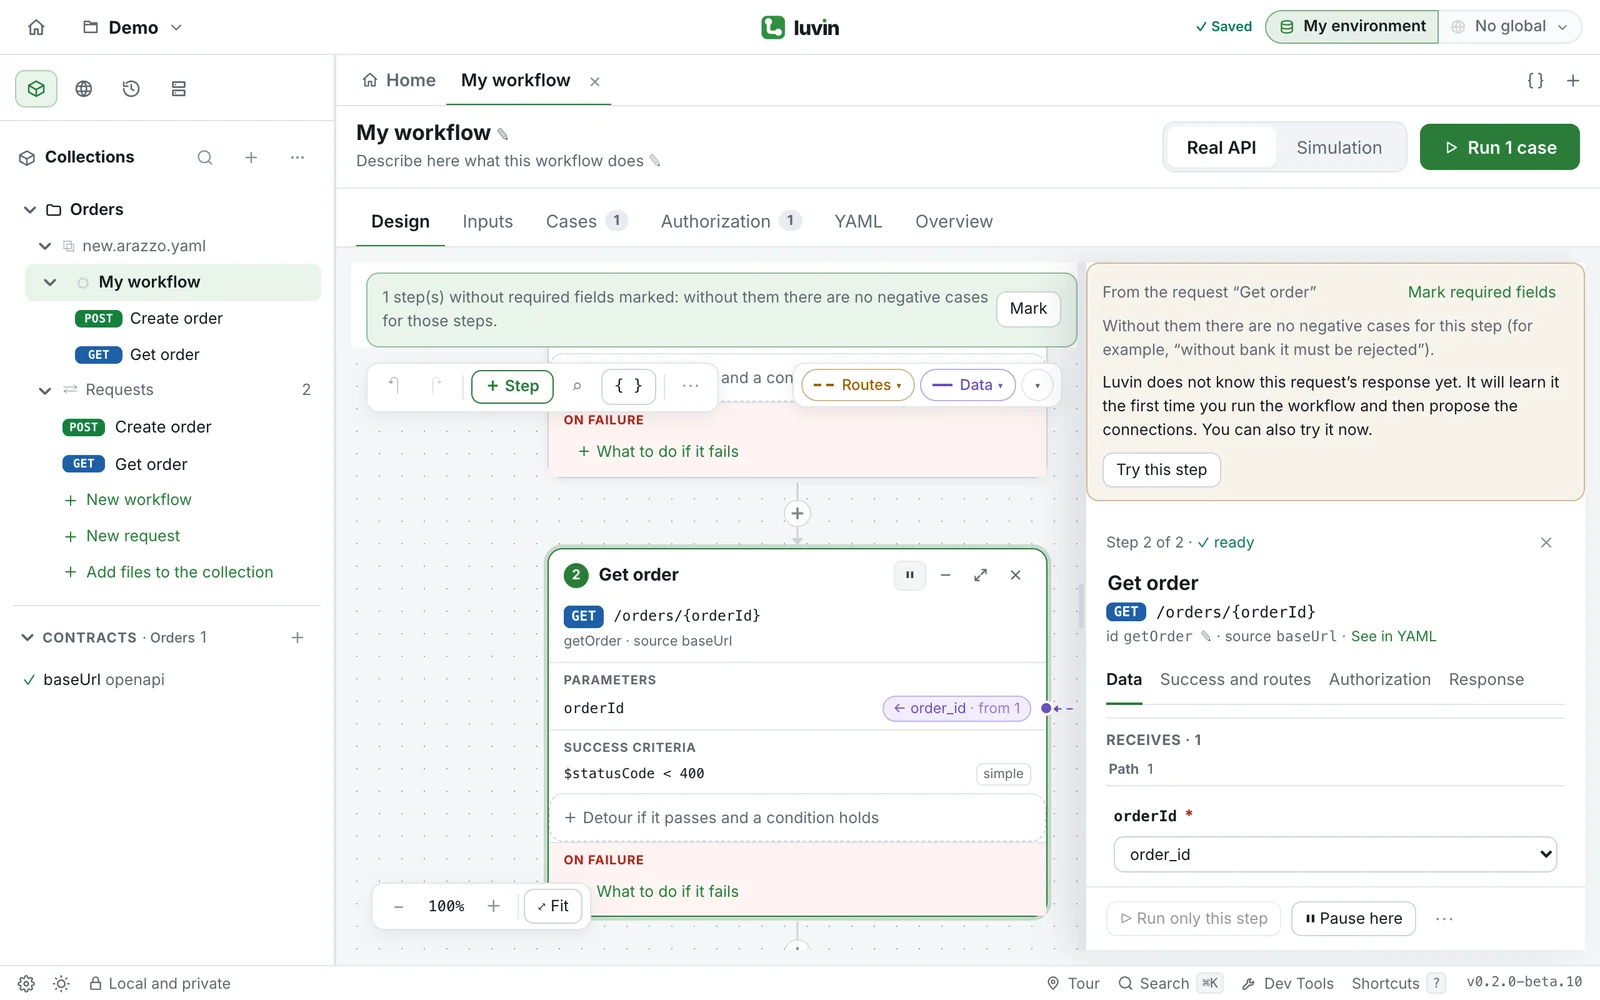 Demo
luvin
Saved
My environment
No global
Home
My workflow
{ }
Collections
My workflow
Describe here what this workflow does
Real API
Simulation
Run 1 case
Orders
new.arazzo.yaml
My workflow
POST Create order
GET Get order
Requests 2
POST Create order
GET Get order
+ New workflow
+ New request
+ Add files to the collection
CONTRACTS · Orders 1
baseUrl openapi
Design
Inputs
Cases 1
Authorization 1
YAML
Overview
1 step(s) without required fields marked: without them there are no negative cases
for those steps.
Mark
+ Step
{ }
...
and a con
Routes
Data
ON FAILURE
+ What to do if it fails
2 Get order
GET /orders/{orderId}
getOrder · source baseUrl
PARAMETERS
orderId
← order_id · from 1
SUCCESS CRITERIA
$statusCode < 400
simple
+ Detour if it passes and a condition holds
ON FAILURE
What to do if it fails
− 100% +
Fit
From the request “Get order”
Mark required fields
Without them there are no negative cases for this step (for
example, “without bank it must be rejected”).
Luvin does not know this request’s response yet. It will learn it
the first time you run the workflow and then propose the
connections. You can also try it now.
Try this step
Step 2 of 2 · ✓ ready
Get order
GET /orders/{orderId}
id getOrder · source baseUrl · See in YAML
Data
Success and routes
Authorization
Response
RECEIVES · 1
Path 1
orderId *
order_id
Run only this step
Pause here
...
Local and private
Tour
Search ⌘K
Dev Tools
Shortcuts ?
v0.2.0-beta.10